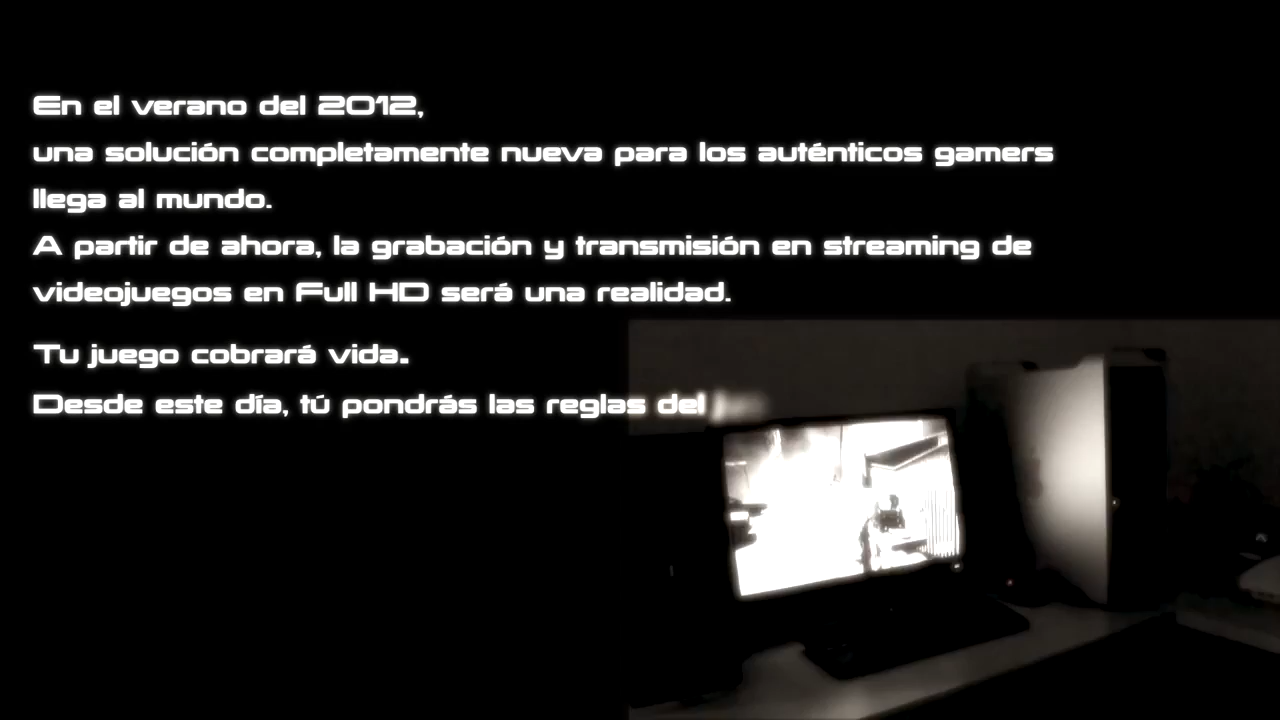 En el verano del 2012,
una solución completamente nueva para los auténticos gamers
llega al mundo.
A partir de ahora, la grabación y transmisión en streaming de
videojuegos en Full HD será una realidad.
Tu juego cobrará vida.
Desde este día, tú pondrás las reglas del